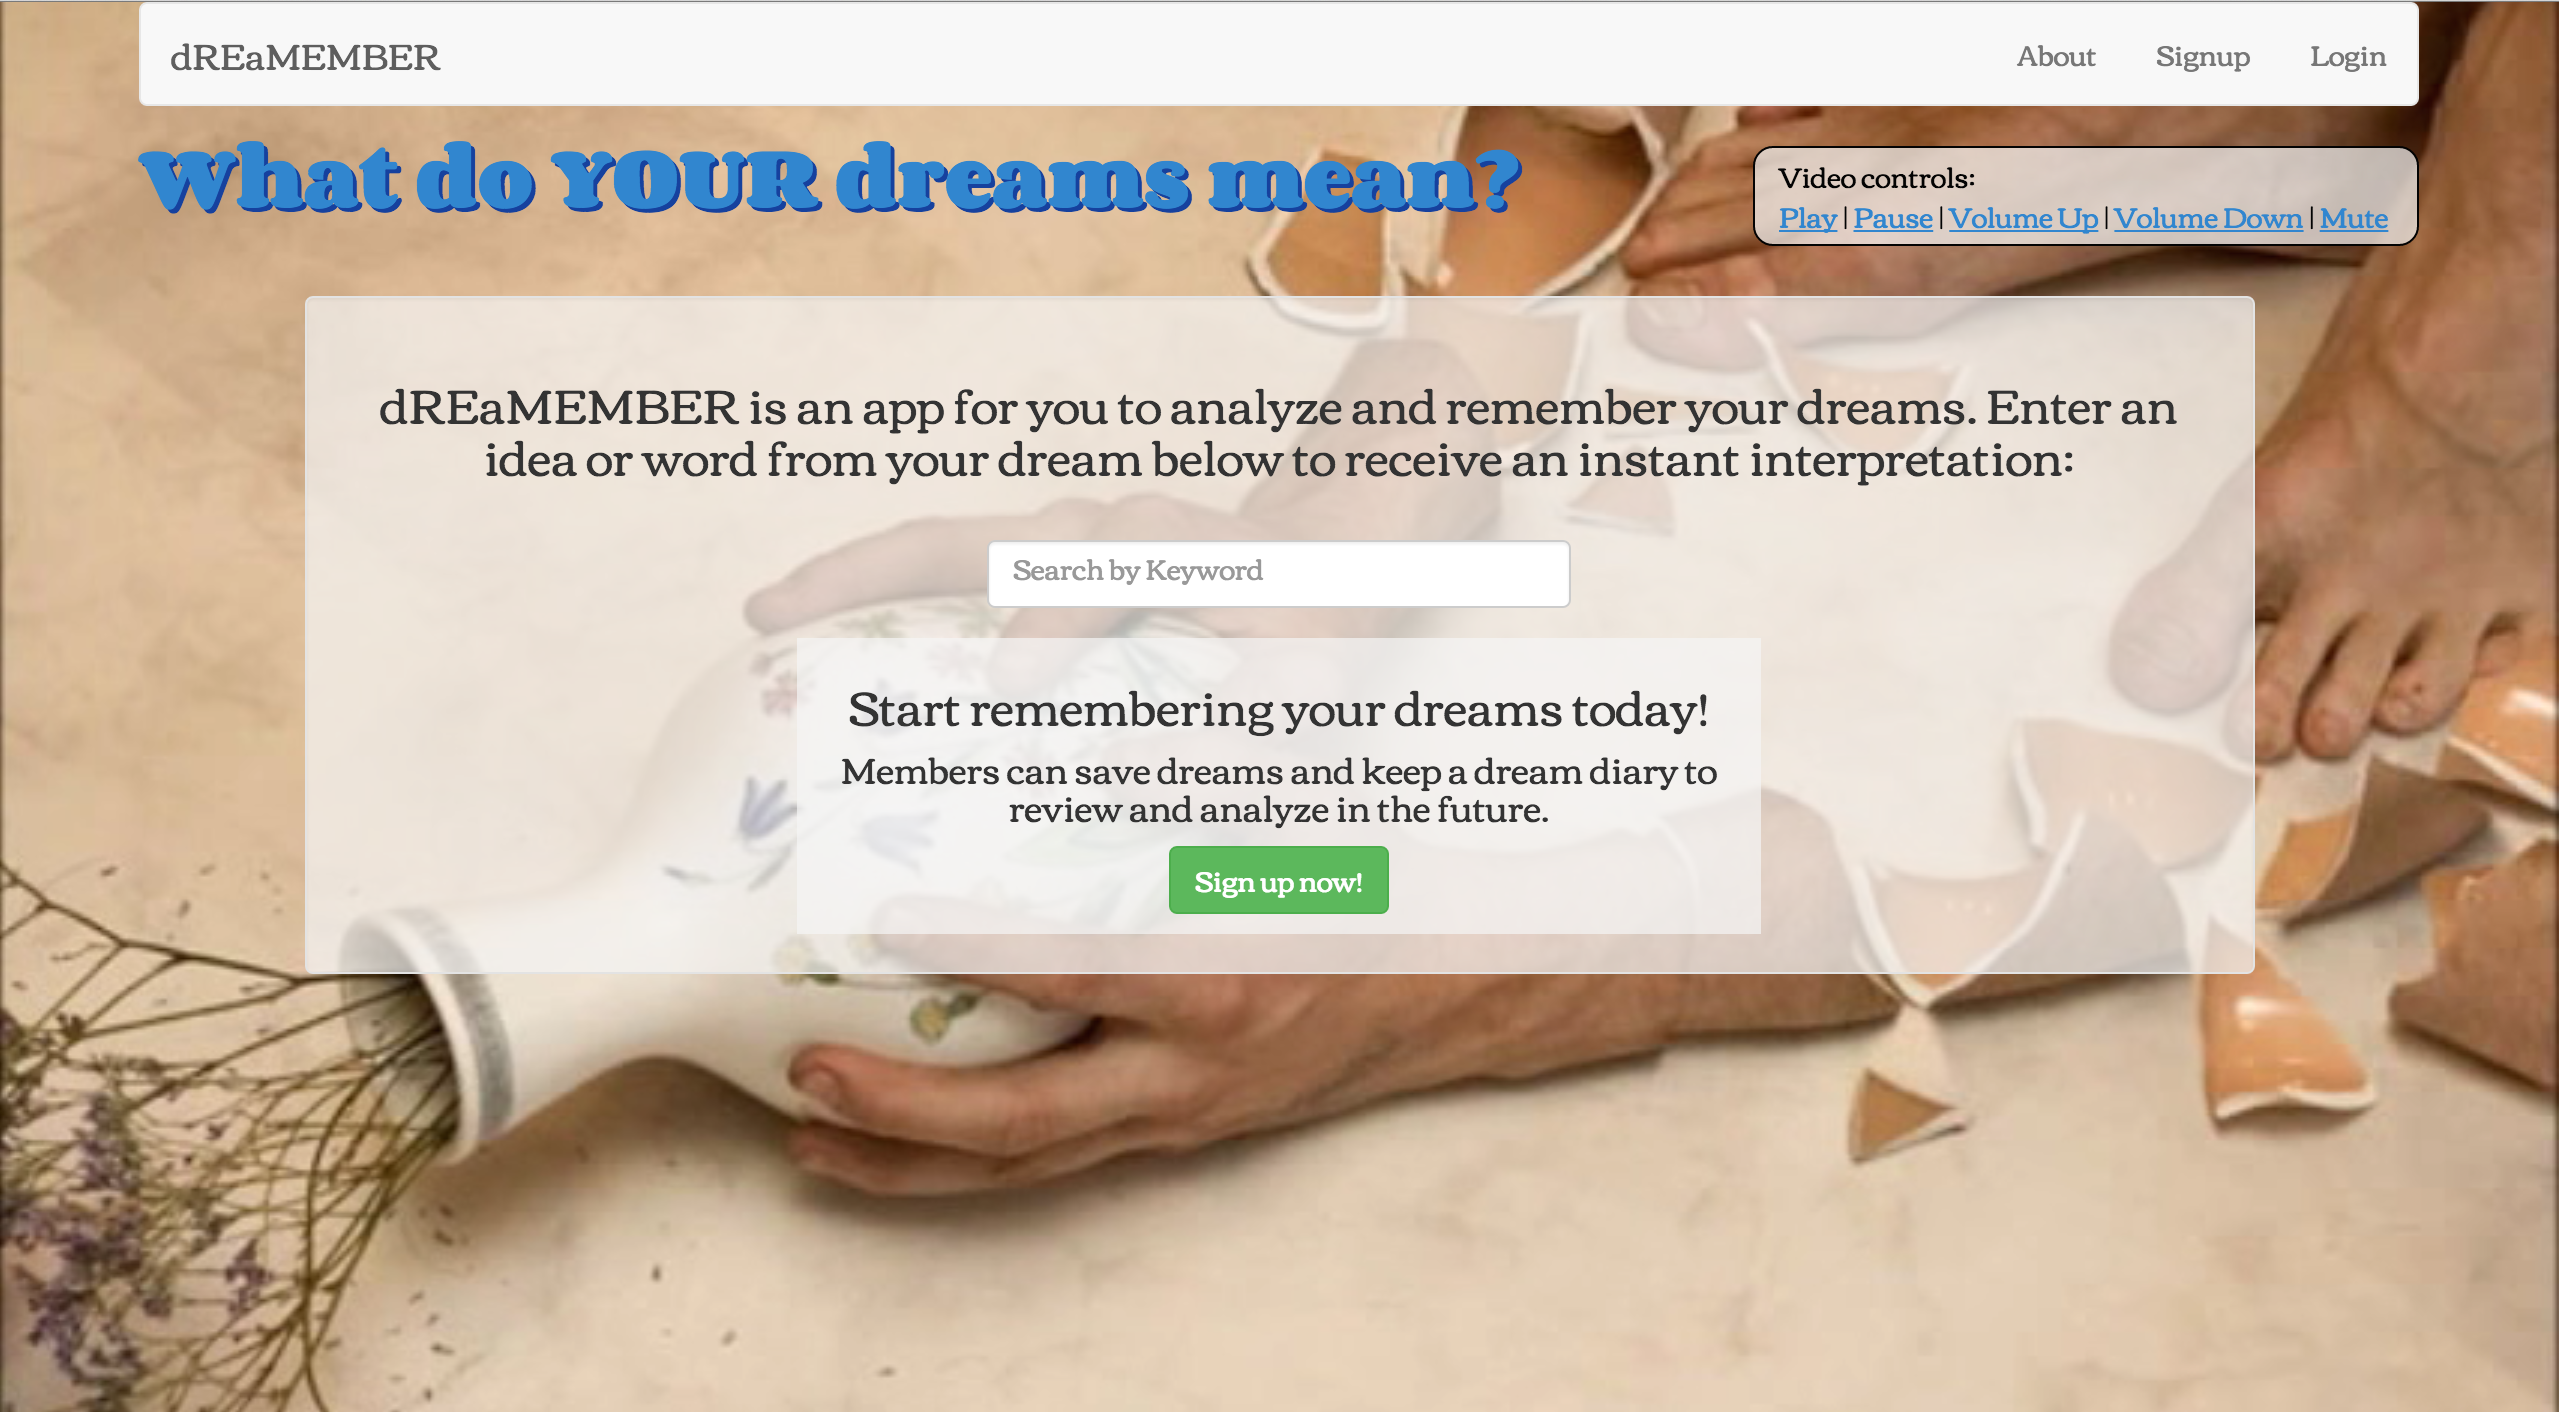 dREaMEMBER
About Signup Login
What do YOUR dreams mean?
Video controls:
Play | Pause | Volume Up | Volume Down | Mute
dREaMEMBER is an app for you to analyze and remember your dreams. Enter an
idea or word from your dream below to receive an instant interpretation:
Search by Keyword
Start remembering your dreams today!
Members can save dreams and keep a dream diary to
review and analyze in the future.
Sign up now!